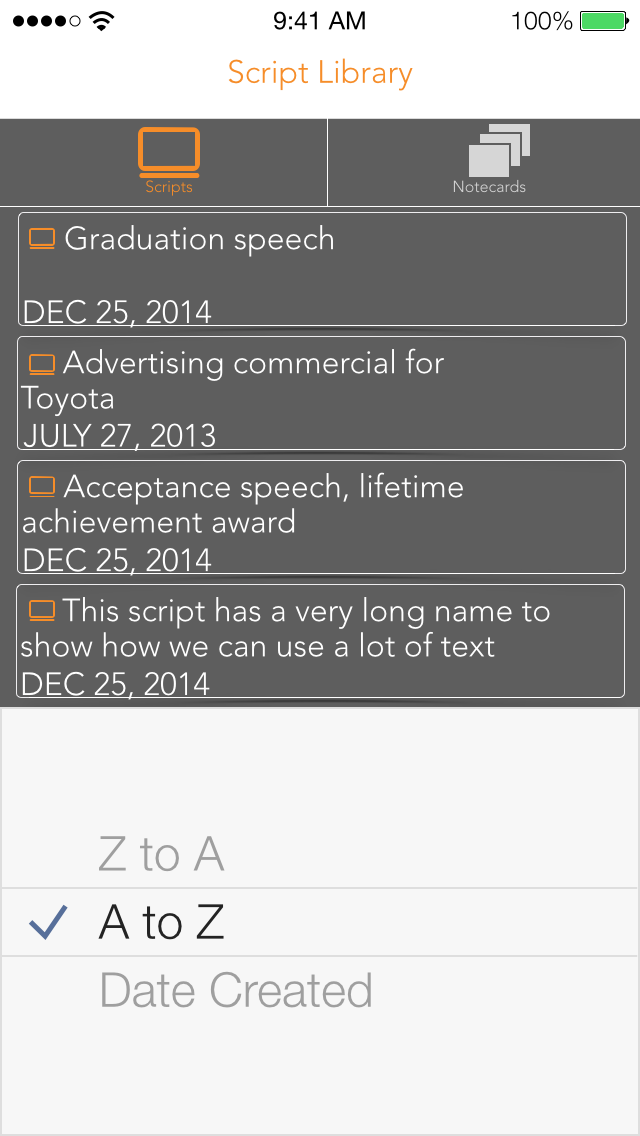 9:41 AM 100%
Script Library
Scripts Notecards
Graduation speech
DEC 25, 2014
Advertising commercial for
Toyota
JULY 27, 2013
Acceptance speech, lifetime
achievement award
DEC 25, 2014
This script has a very long name to
show how we can use a lot of text
DEC 25, 2014
Z to A
A to Z
Date Created